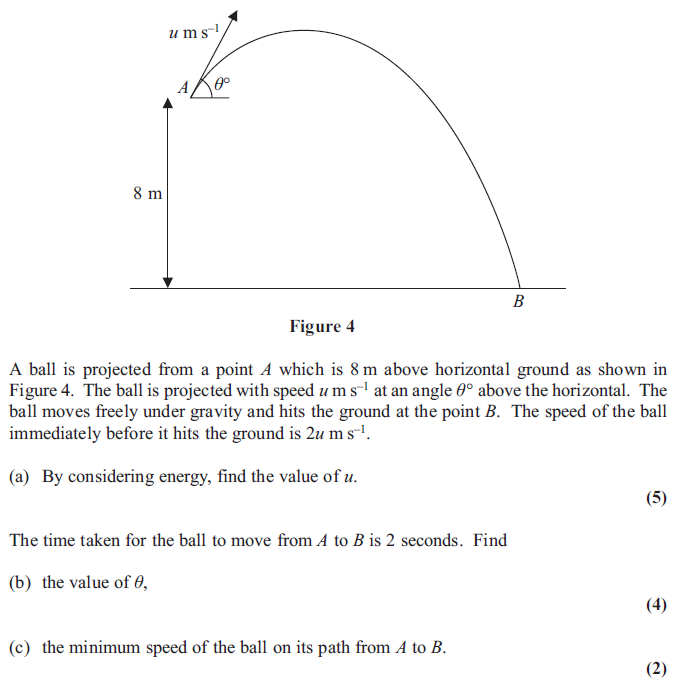 u m s⁻¹
A
θ°
8 m
B
Figure 4
A ball is projected from a point A which is 8 m above horizontal ground as shown in
Figure 4. The ball is projected with speed u m s⁻¹ at an angle θ° above the horizontal. The
ball moves freely under gravity and hits the ground at the point B. The speed of the ball
immediately before it hits the ground is 2u m s⁻¹.
(a) By considering energy, find the value of u.
(5)
The time taken for the ball to move from A to B is 2 seconds. Find
(b) the value of θ,
(4)
(c) the minimum speed of the ball on its path from A to B.
(2)